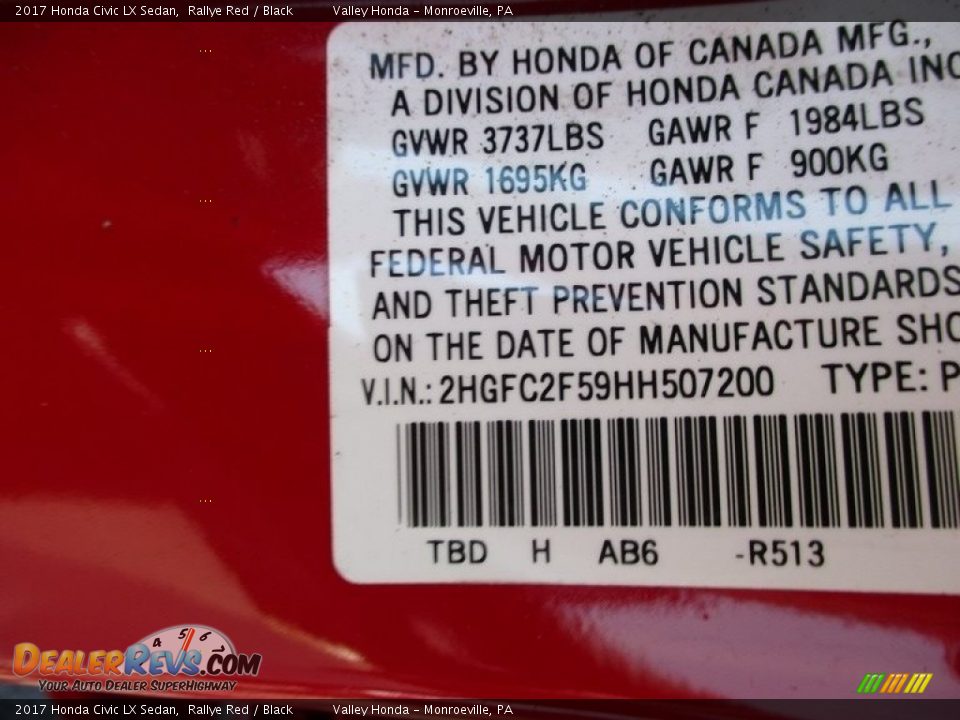 2017 Honda Civic LX Sedan, Rallye Red / Black Valley Honda - Monroeville, PA
MFD. BY HONDA OF CANADA MFG.,
A DIVISION OF HONDA CANADA INC
GVWR 3737LBS GAWR F 1984LBS
GVWR 1695KG GAWR F 900KG
THIS VEHICLE CONFORMS TO ALL
FEDERAL MOTOR VEHICLE SAFETY,
AND THEFT PREVENTION STANDARDS
ON THE DATE OF MANUFACTURE SHO
V.I.N.: 2HGFC2F59HH507200 TYPE: P
TBD H AB6 -R513
4 5 6
DEALERREVS.COM
YOUR AUTO DEALER SUPERHIGHWAY
2017 Honda Civic LX Sedan, Rallye Red / Black Valley Honda - Monroeville, PA